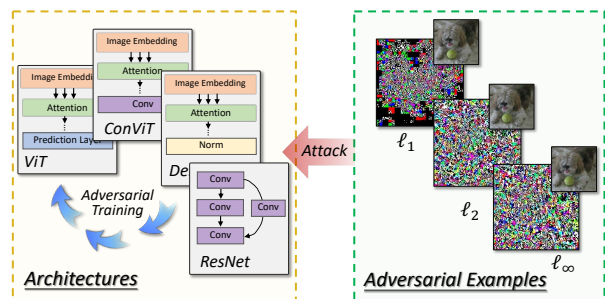 Image Embedding
Attention
Conv
ConViT
Image Embedding
Attention
Prediction Layer
ViT
Image Embedding
Attention
Norm
De
Conv
Conv
Conv
Conv
ResNet
Adversarial
Training
Architectures
Attack
ℓ1
ℓ2
ℓ∞
Adversarial Examples